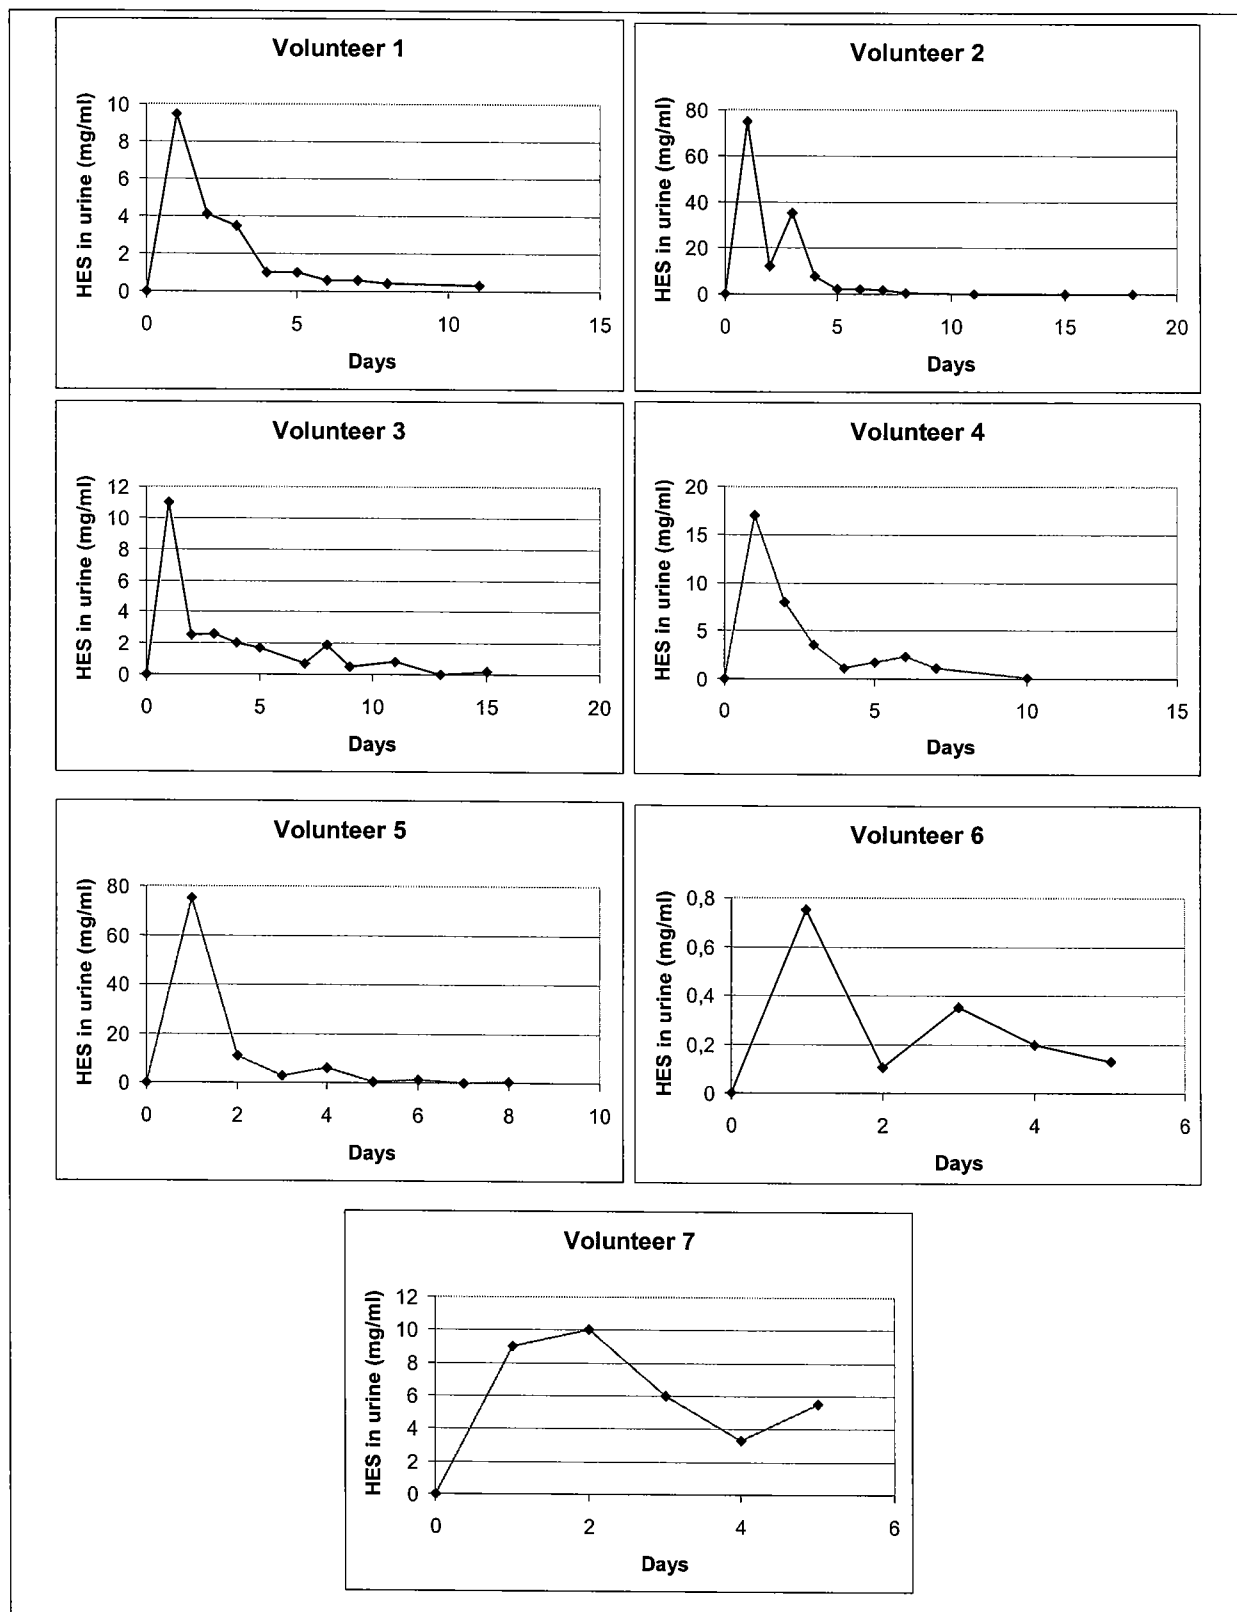 Volunteer 1
HES in urine (mg/ml)
10
8
6
4
2
0
0 5 10 15
Days
Volunteer 2
HES in urine (mg/ml)
80
60
40
20
0
0 5 10 15 20
Days
Volunteer 3
HES in urine (mg/ml)
12
10
8
6
4
2
0
0 5 10 15 20
Days
Volunteer 4
HES in urine (mg/ml)
20
15
10
5
0
0 5 10 15
Days
Volunteer 5
HES in urine (mg/ml)
80
60
40
20
0
0 2 4 6 8 10
Days
Volunteer 6
HES in urine (mg/ml)
0,8
0,6
0,4
0,2
0
0 2 4 6
Days
Volunteer 7
HES in urine (mg/ml)
12
10
8
6
4
2
0
0 2 4 6
Days